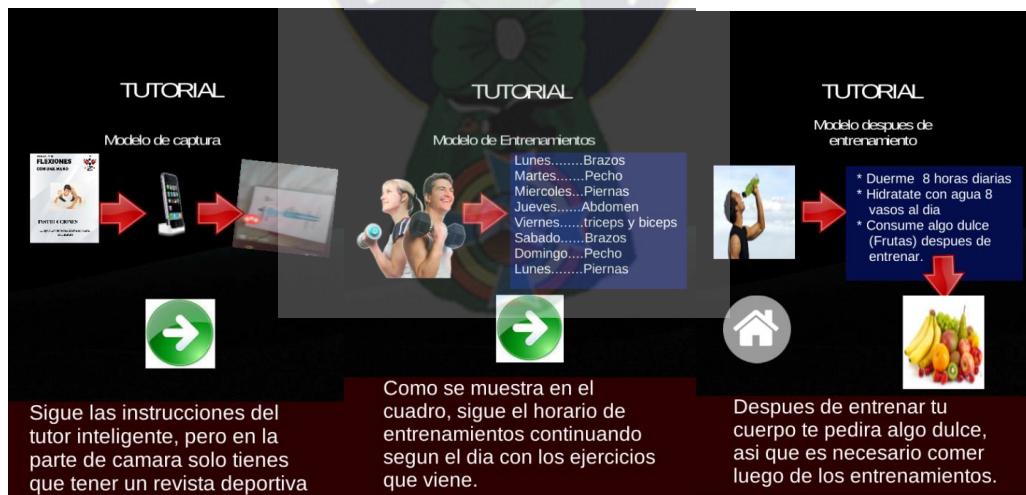 TUTORIAL
Modelo de captura
FLEXIONES
CON UNA MANO
Sigue las instrucciones del
tutor inteligente, pero en la
parte de camara solo tienes
que tener un revista deportiva
TUTORIAL
Modelo de Entrenamientos
Lunes........Brazos
Martes.......Pecho
Miercoles...Piernas
Jueves......Abdomen
Viernes......triceps y biceps
Sabado......Brazos
Domingo....Pecho
Lunes........Piernas
Como se muestra en el
cuadro, sigue el horario de
entrenamientos continuando
segun el dia con los ejercicios
que viene.
TUTORIAL
Modelo despues de
entrenamiento
* Duerme 8 horas diarias
* Hidratate con agua 8
vasos al dia
* Consume algo dulce
(Frutas) despues de
entrenar.
Despues de entrenar tu
cuerpo te pedira algo dulce,
asi que es necesario comer
luego de los entrenamientos.